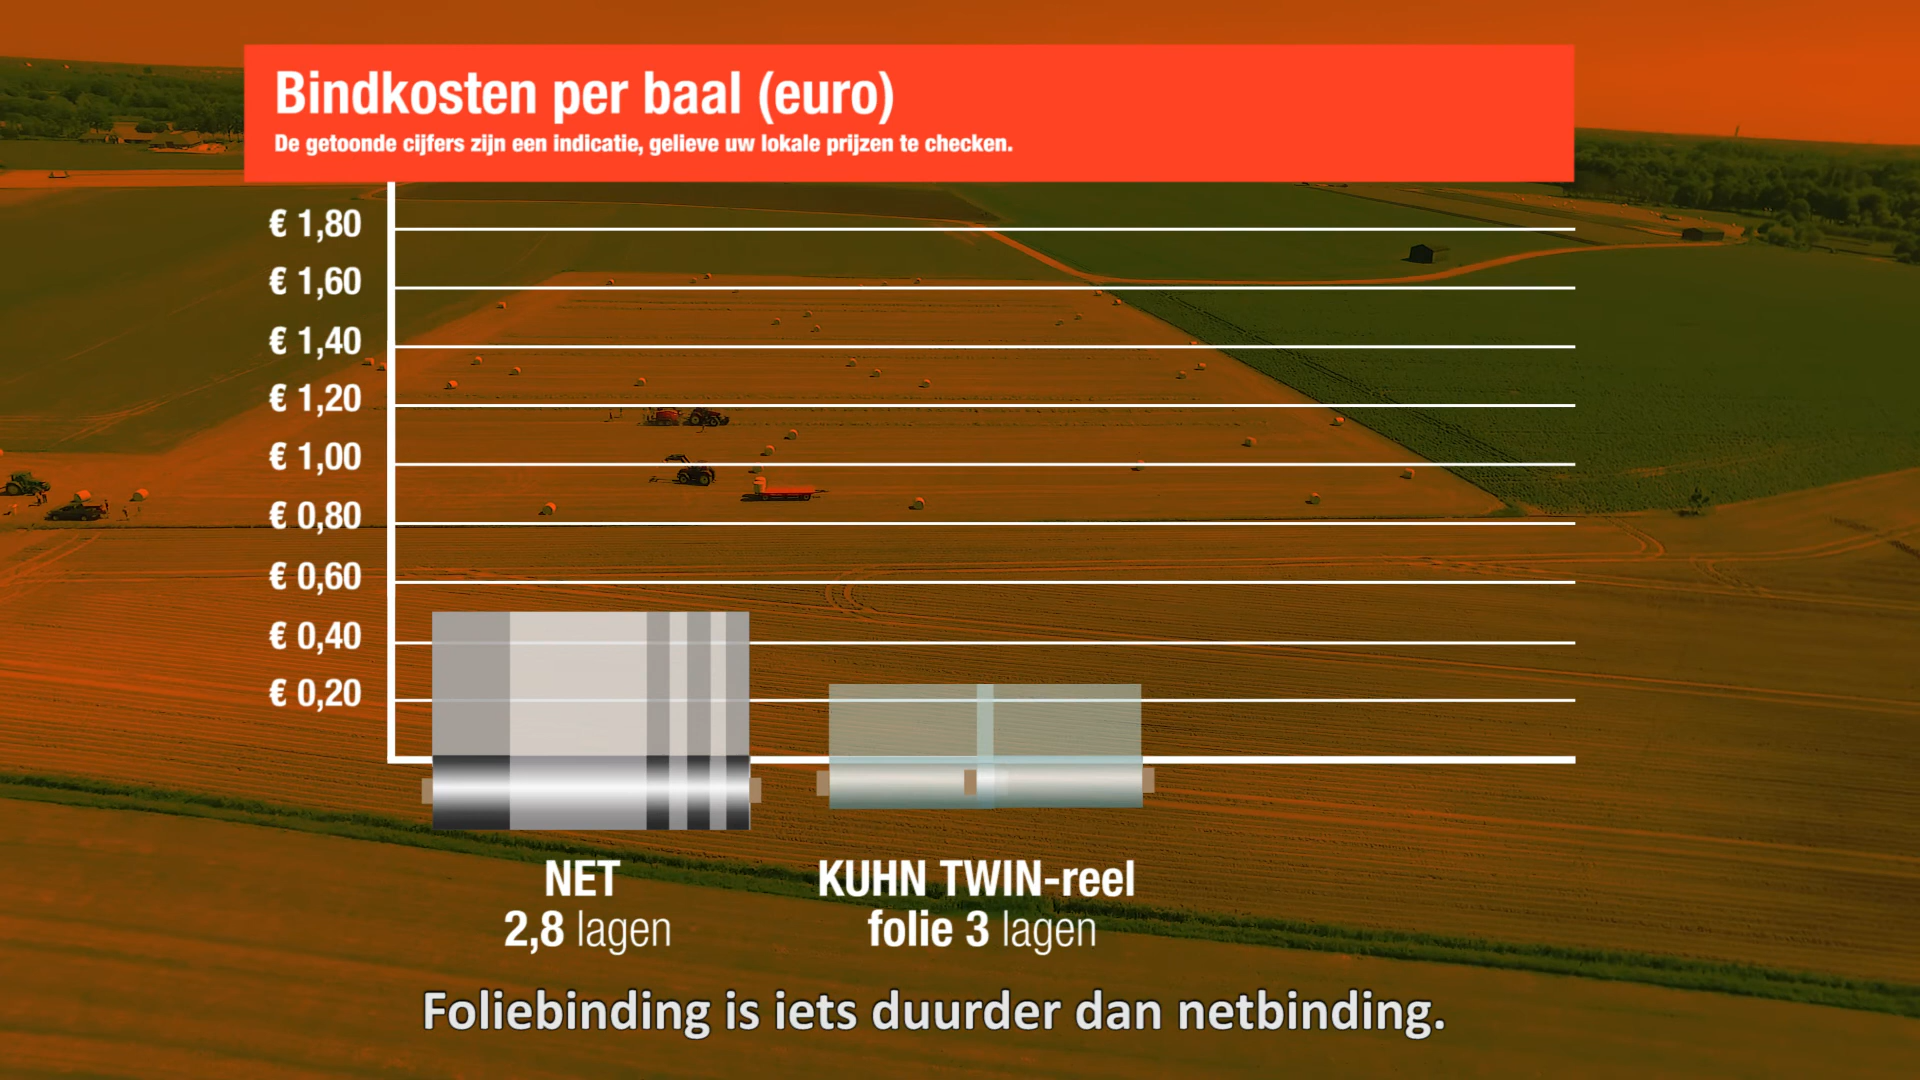 Bindkosten per baal (euro)
De getoonde cijfers zijn een indicatie, gelieve uw lokale prijzen te checken.
€ 1,80
€ 1,60
€ 1,40
€ 1,20
€ 1,00
€ 0,80
€ 0,60
€ 0,40
€ 0,20
NET
2,8 lagen
KUHN TWIN-reel
folie 3 lagen
Foliebinding is iets duurder dan netbinding.